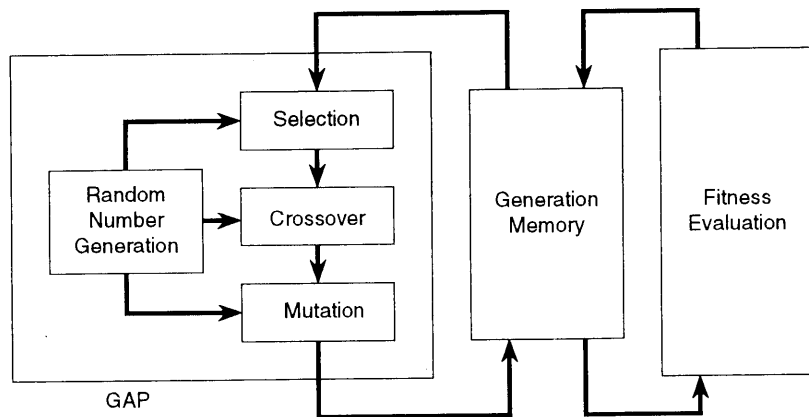 Selection
Random
Number
Generation
Crossover
Mutation
GAP
Generation
Memory
Fitness
Evaluation